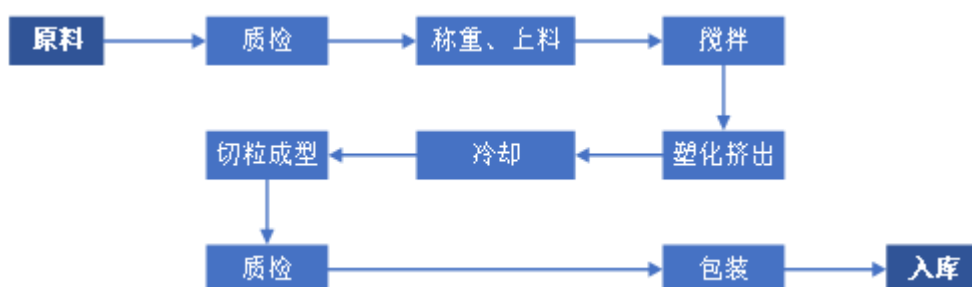 原料 质检 称重、上料 搅拌
切粒成型 冷却 塑化挤出
质检 包装 入库